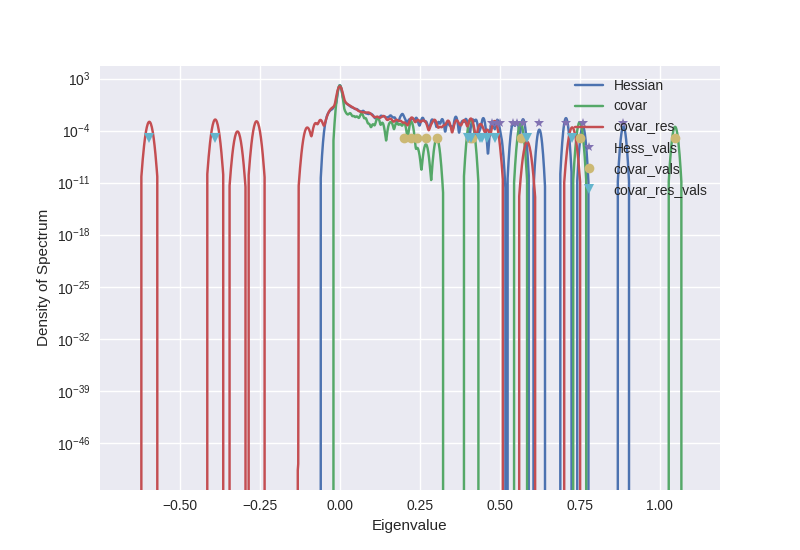 Hessian
covar
covar_res
Hess_vals
covar_vals
covar_res_vals
10^3
10^−4
10^−11
10^−18
10^−25
10^−32
10^−39
10^−46
Density of Spectrum
−0.50 −0.25 0.00 0.25 0.50 0.75 1.00
Eigenvalue